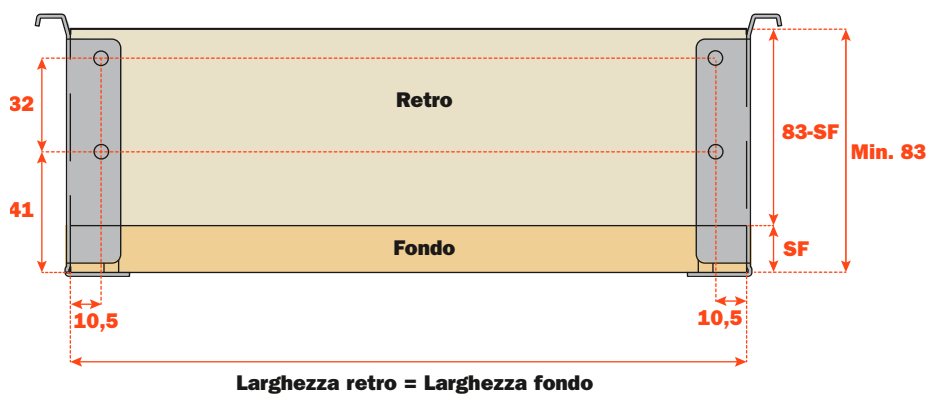 Retro
32
83-SF
Min. 83
41
Fondo
SF
10,5
10,5
Larghezza retro = Larghezza fondo